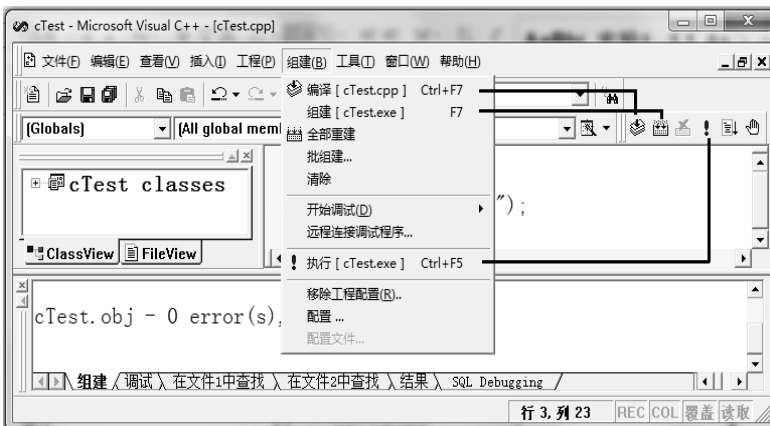 cTest - Microsoft Visual C++ - [cTest.cpp]
文件(F) 编辑(E) 查看(V) 插入(I) 工程(P) 组建(B) 工具(T) 窗口(W) 帮助(H)
编译 [ cTest.cpp ] Ctrl+F7
组建 [ cTest.exe ] F7
全部重建
批组建...
清除
开始调试(D)
远程连接调试程序...
执行 [ cTest.exe ] Ctrl+F5
移除工程配置(R)..
配置 ...
配置文件...
(Globals) (All global mem
cTest classes
");
ClassView FileView
cTest.obj - 0 error(s),
组建 调试 在文件1中查找 在文件2中查找 结果 SQL Debugging
行 3, 列 23 REC COL 覆盖 读取